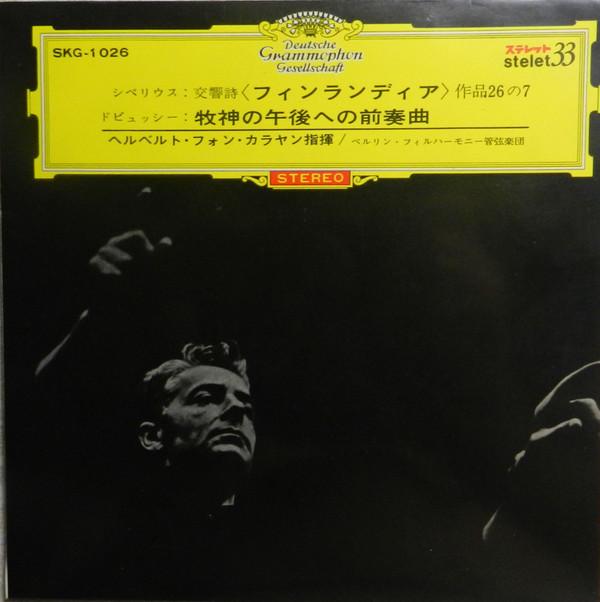 SKG-1026
Deutsche
Grammophon
Gesellschaft
ステレット33
stelet
シベリウス：交響詩〈フィンランディア〉作品26の7
ドビュッシー：牧神の午後への前奏曲
ヘルベルト・フォン・カラヤン指揮／ベルリン・フィルハーモニー管弦楽団
STEREO